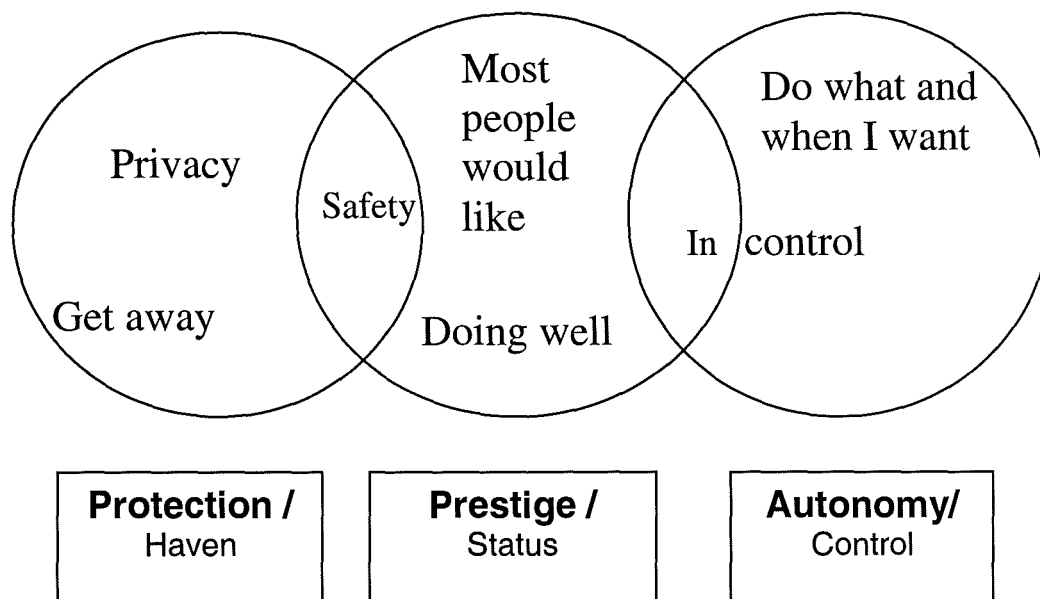 Privacy
Get away
Safety
Most
people
would
like
Doing well
Do what and
when I want
In control
Protection /
Haven
Prestige /
Status
Autonomy/
Control